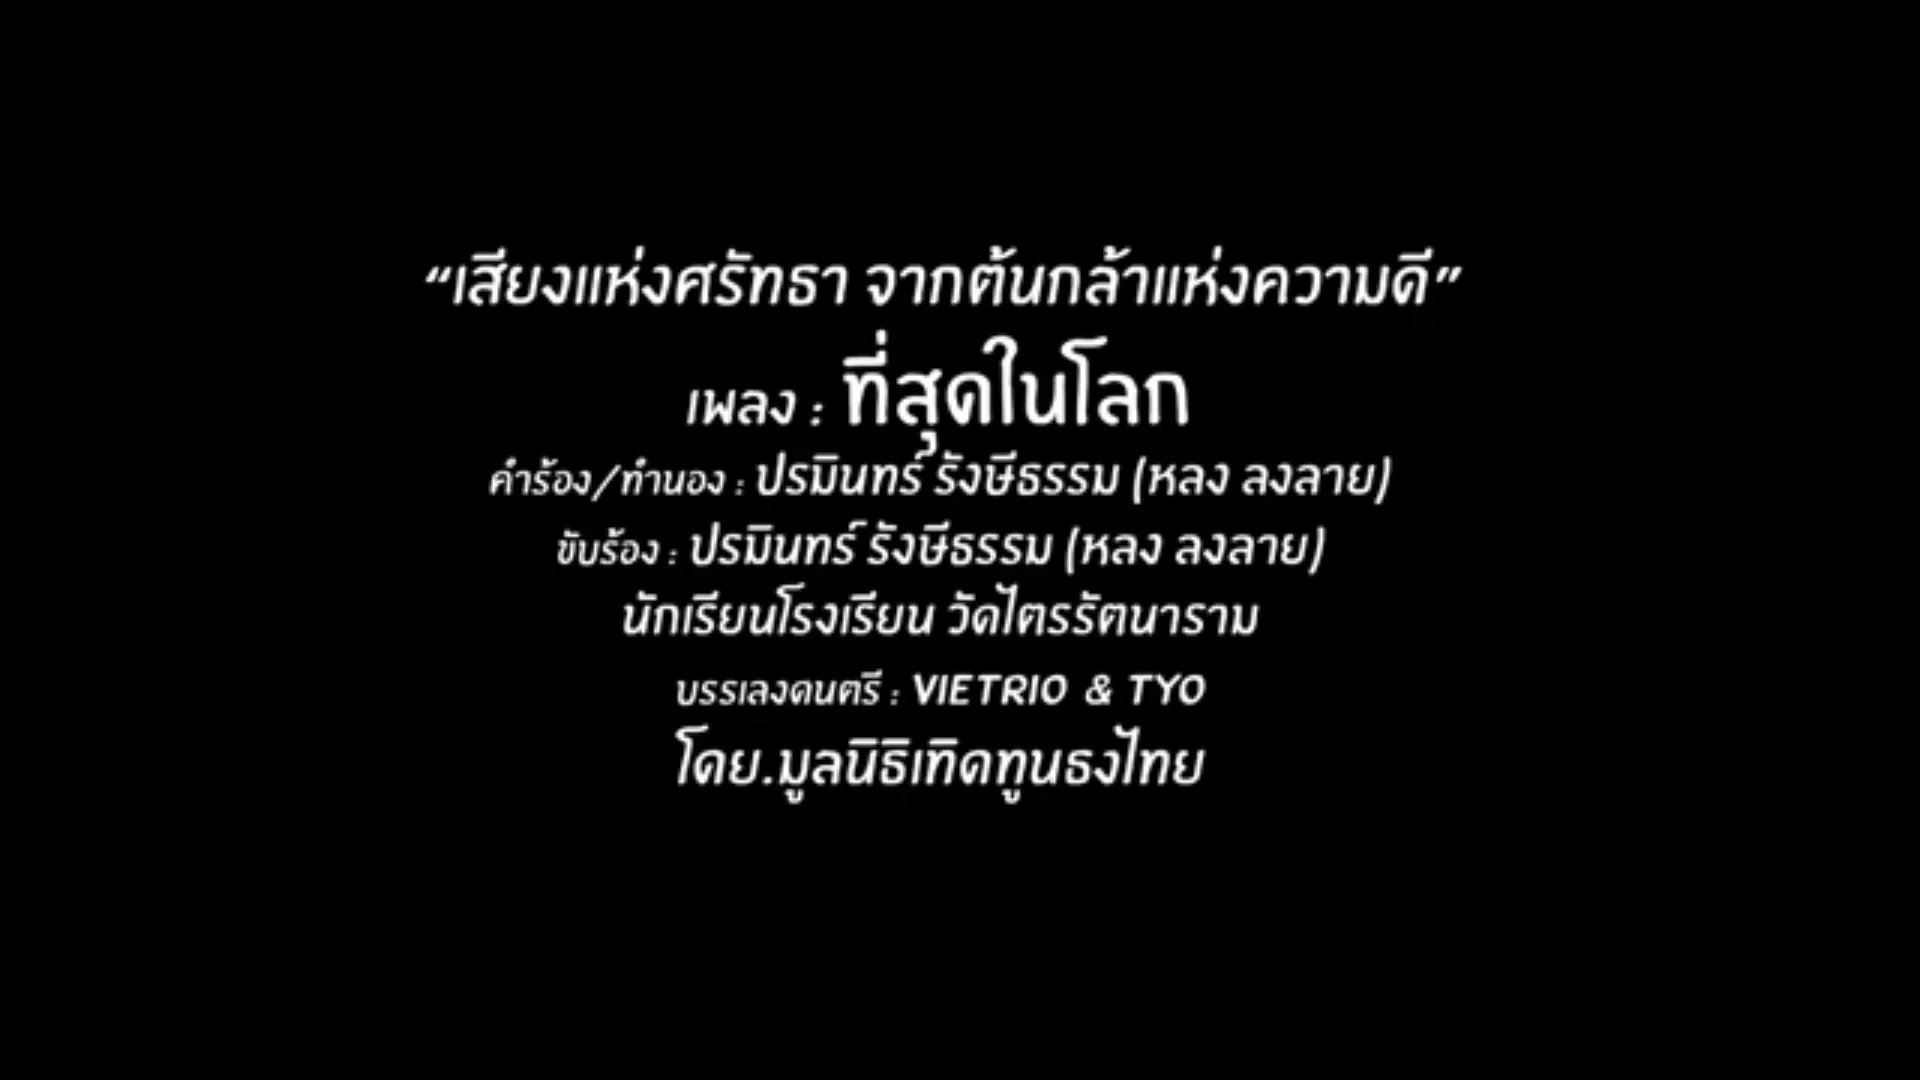 “เสียงแห่งศรัทธา จากต้นกล้าแห่งความดี”
เพลง : ที่สุดในโลก
คำร้อง/ทำนอง : ปรมินทร์ รังษีธรรม (หลง ลงลาย)
ขับร้อง : ปรมินทร์ รังษีธรรม (หลง ลงลาย)
นักเรียนโรงเรียน วัดไตรรัตนาราม
บรรเลงดนตรี : VIETRIO & TYO
โดย.มูลนิธิเทิดทูนธงไทย